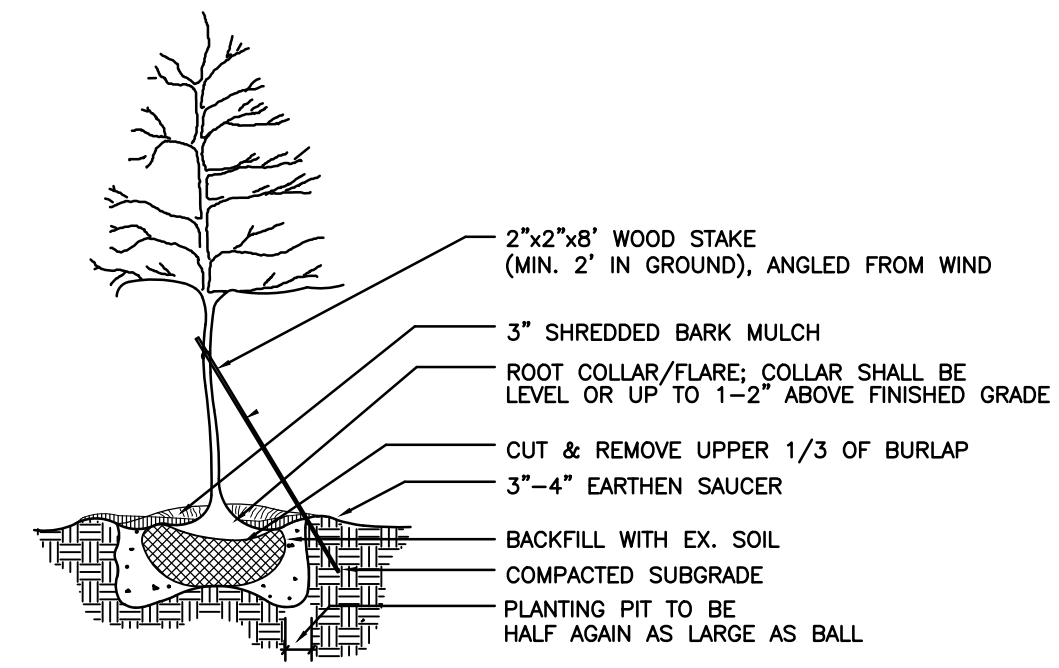 2"x2"x8' WOOD STAKE
(MIN. 2' IN GROUND), ANGLED FROM WIND
3" SHREDDED BARK MULCH
ROOT COLLAR/FLARE; COLLAR SHALL BE
LEVEL OR UP TO 1-2" ABOVE FINISHED GRADE
CUT & REMOVE UPPER 1/3 OF BURLAP
3"-4" EARTHEN SAUCER
BACKFILL WITH EX. SOIL
COMPACTED SUBGRADE
PLANTING PIT TO BE
HALF AGAIN AS LARGE AS BALL